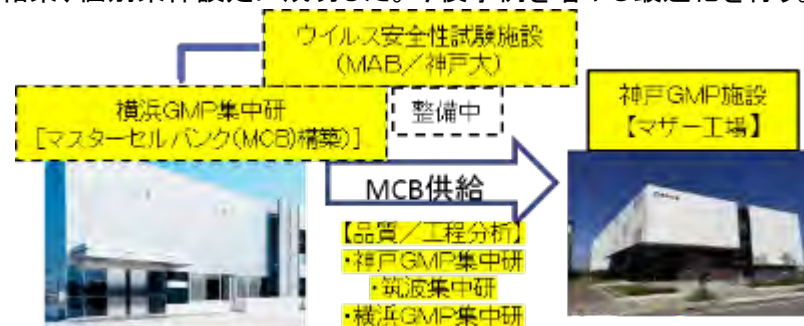 ウイルス安全性試験施設
(MAB/神戸大)
横浜GMP集中研
[マスターセルバンク(MCB)構築)]
整備中
神戸GMP施設
【マザー工場】
MCB供給
【品質/工程分析】
・神戸GMP集中研
・筑波集中研
・横浜GMP集中研